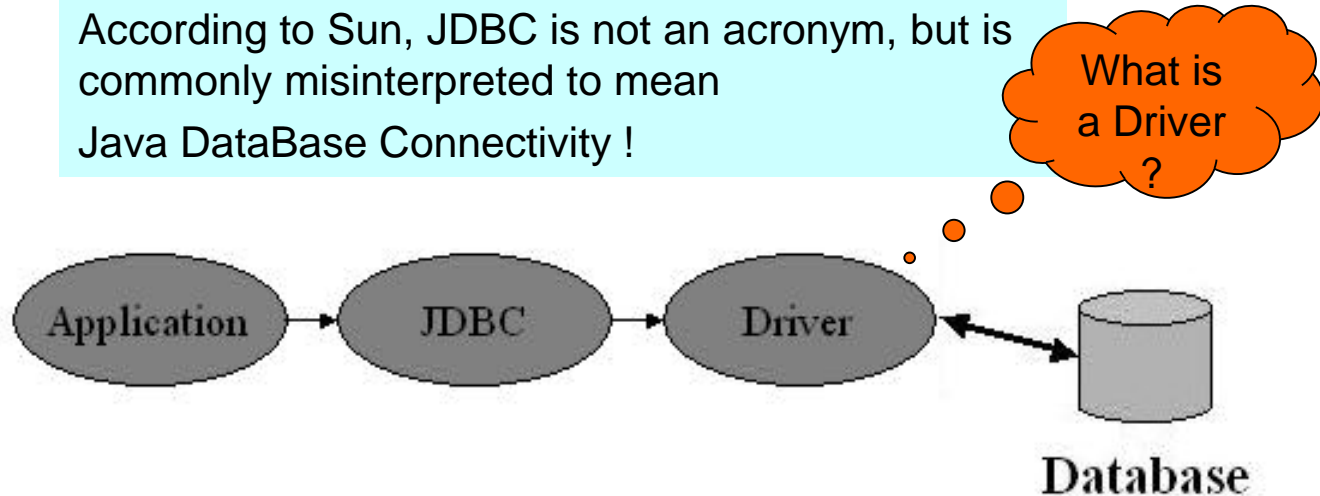 According to Sun, JDBC is not an acronym, but is
commonly misinterpreted to mean
Java DataBase Connectivity !
What is
a Driver
?
Application
JDBC
Driver
Database